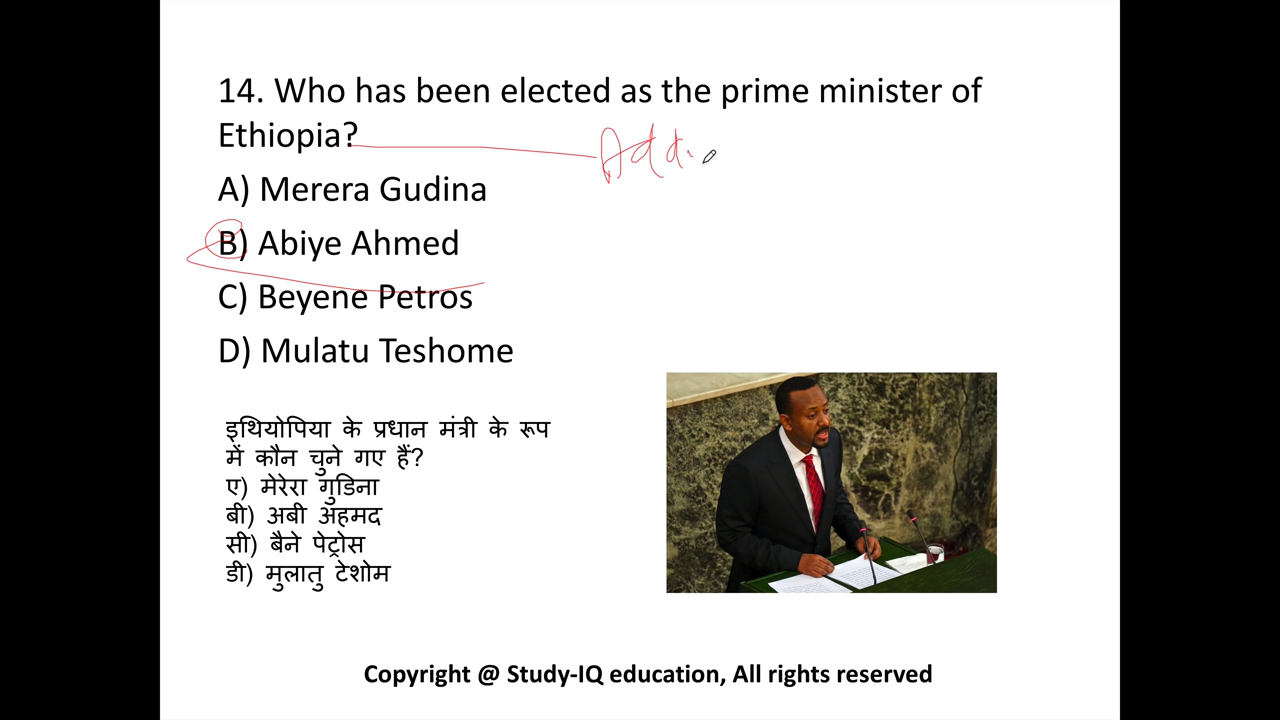 14. Who has been elected as the prime minister of
Ethiopia?
Addi
A) Merera Gudina
B) Abiye Ahmed
C) Beyene Petros
D) Mulatu Teshome
इथियोपिया के प्रधान मंत्री के रूप
में कौन चुने गए हैं?
ए) मेरेरा गुडिना
बी) अबी अहमद
सी) बैने पेट्रोस
डी) मुलातु टेशोम
Copyright @ Study-IQ education, All rights reserved